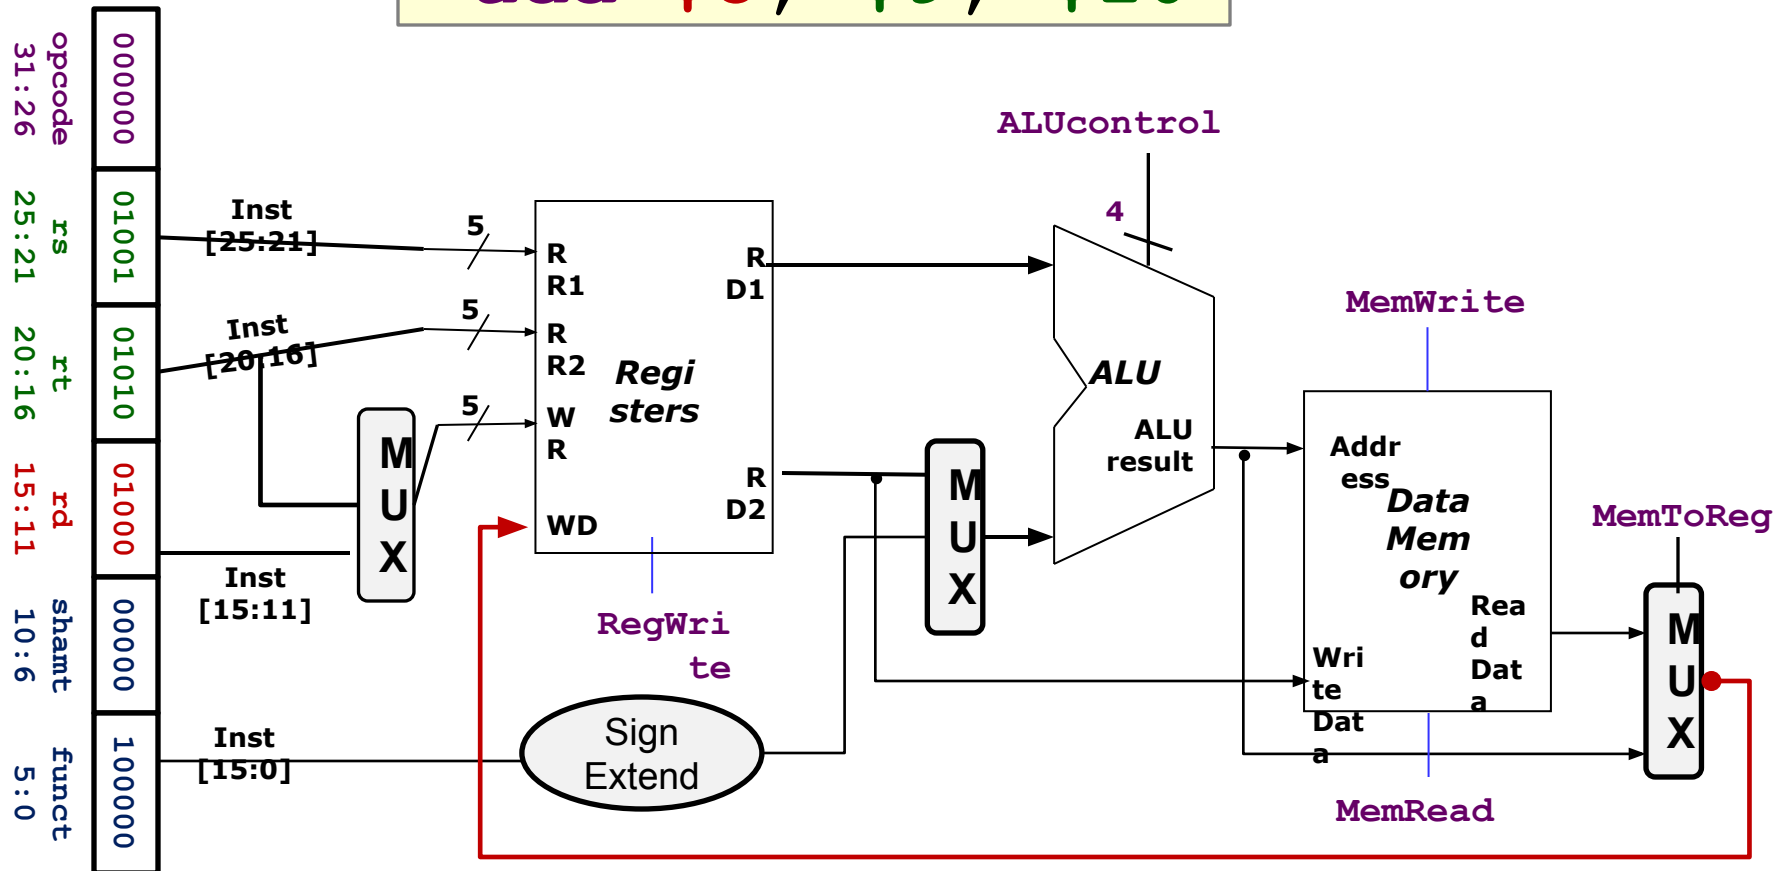 opcode
31:26
000000
rs
25:21
01001
rt
20:16
01010
rd
15:11
01000
shamt
10:6
00000
funct
5:0
100000
Inst
[25:21]
5
Inst
[20:16]
5
5
M
U
X
Inst
[15:11]
Inst
[15:0]
R
R1
R
R2
W
R
WD
Regi
sters
R
D1
R
D2
RegWri
te
Sign
Extend
M
U
X
ALUcontrol
4
ALU
ALU
result
MemWrite
Addr
ess
Data
Mem
ory
Rea
d
Dat
a
Wri
te
Dat
a
MemRead
MemToReg
M
U
X